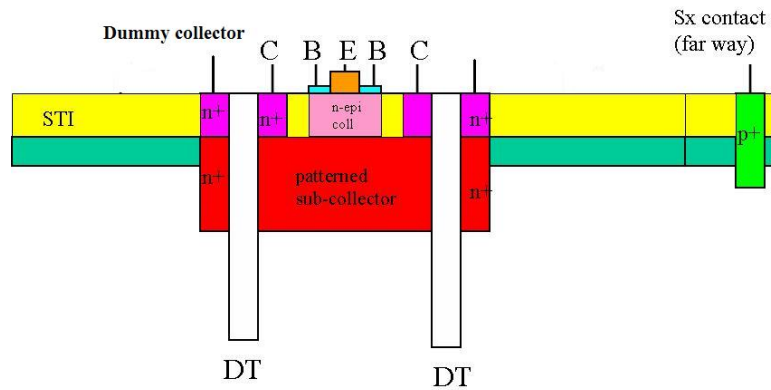 Dummy collector
Sx contact
(far way)
C
B
E
B
C
STI
n+
n+
n-epi
coll
n+
p+
n+
patterned
sub-collector
n+
DT
DT